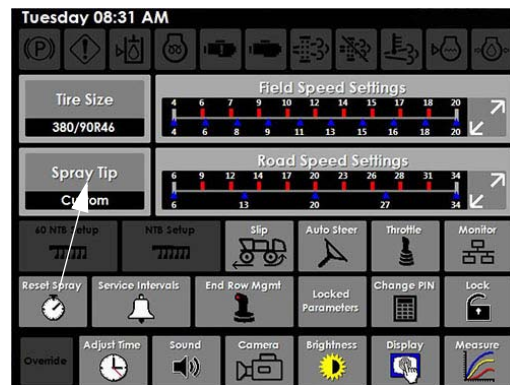 Tuesday 08:31 AM
Tire Size
380/90R46
Field Speed Settings
4 6 7 9 10 12 14 15 17 18 20
4 6 8 9 11 13 15 16 18 20
Spray Tip
Custom
Road Speed Settings
6 9 11 14 16 20 23 26 28 31 34
6 13 20 27 34
60 NTB Setup
NTB Setup
Slip
Auto Steer
Throttle
Monitor
Reset Spray
Service Intervals
End Row Mgmt
Locked
Parameters
Change PIN
Lock
Override
Adjust Time
Sound
Camera
Brightness
Display
Measure